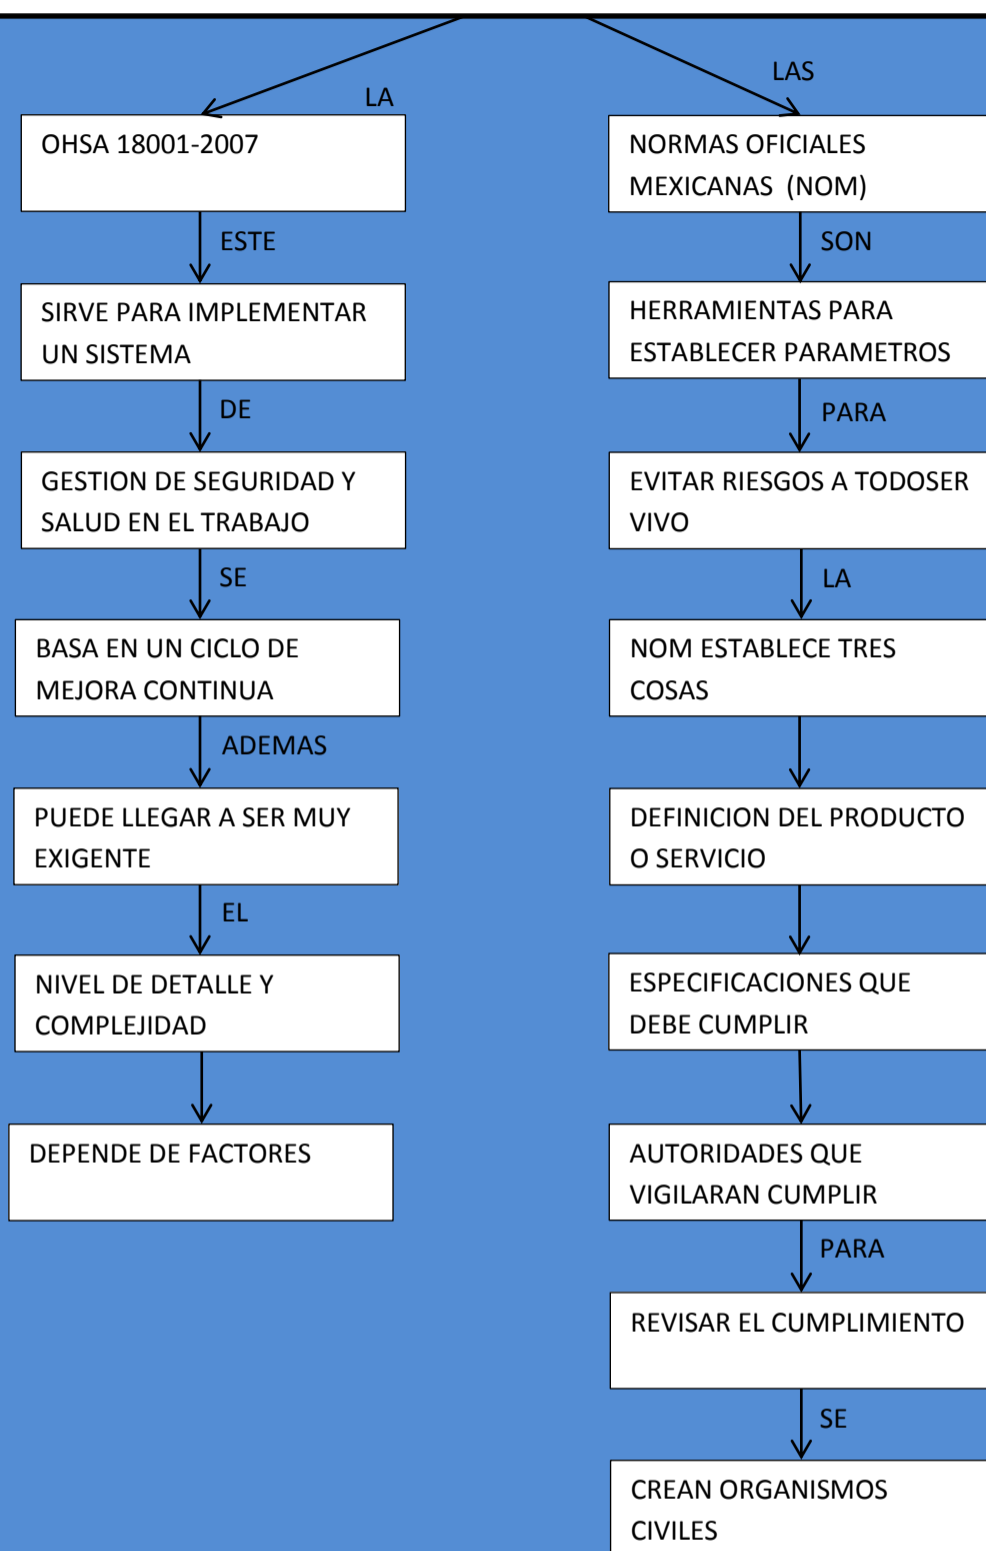 LA
OHSA 18001-2007
ESTE
SIRVE PARA IMPLEMENTAR
UN SISTEMA
DE
GESTION DE SEGURIDAD Y
SALUD EN EL TRABAJO
SE
BASA EN UN CICLO DE
MEJORA CONTINUA
ADEMAS
PUEDE LLEGAR A SER MUY
EXIGENTE
EL
NIVEL DE DETALLE Y
COMPLEJIDAD
DEPENDE DE FACTORES
LAS
NORMAS OFICIALES
MEXICANAS (NOM)
SON
HERRAMIENTAS PARA
ESTABLECER PARAMETROS
PARA
EVITAR RIESGOS A TODOSER
VIVO
LA
NOM ESTABLECE TRES
COSAS
DEFINICION DEL PRODUCTO
O SERVICIO
ESPECIFICACIONES QUE
DEBE CUMPLIR
AUTORIDADES QUE
VIGILARAN CUMPLIR
PARA
REVISAR EL CUMPLIMIENTO
SE
CREAN ORGANISMOS
CIVILES